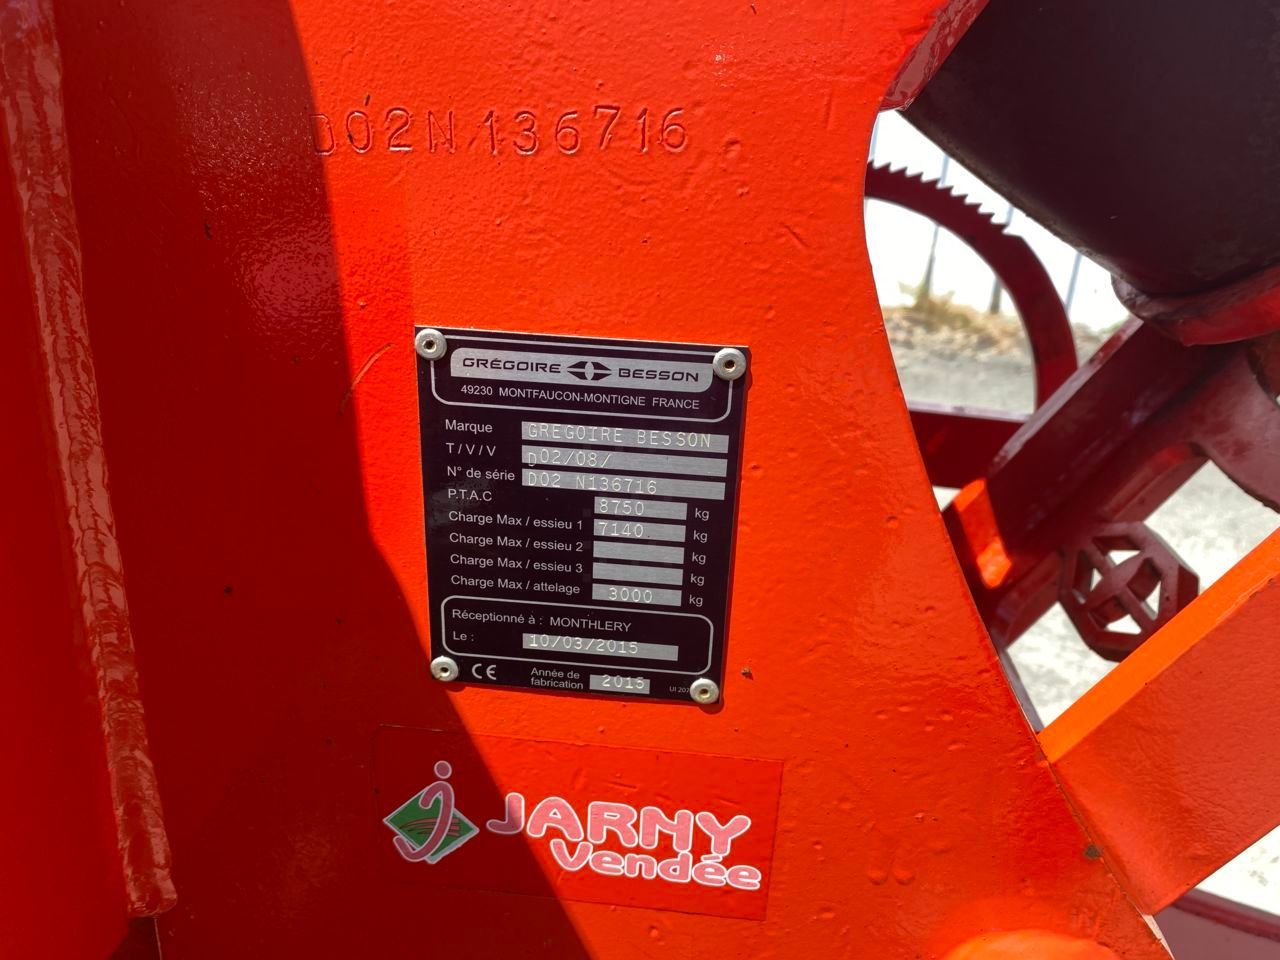 D02N 136716
GRÉGOIRE BESSON
49230 MONTFAUCON-MONTIGNE FRANCE
Marque GREGOIRE BESSON
T / V / V D02/08/
N° de série D02 N136716
P.T.A.C 8750 kg
Charge Max / essieu 1 7140 kg
Charge Max / essieu 2 kg
Charge Max / essieu 3 kg
Charge Max / attelage 3000 kg
Réceptionné à : MONTHLERY
Le : 10/03/2015
CE Année de fabrication 2015
JARNY
Vendée